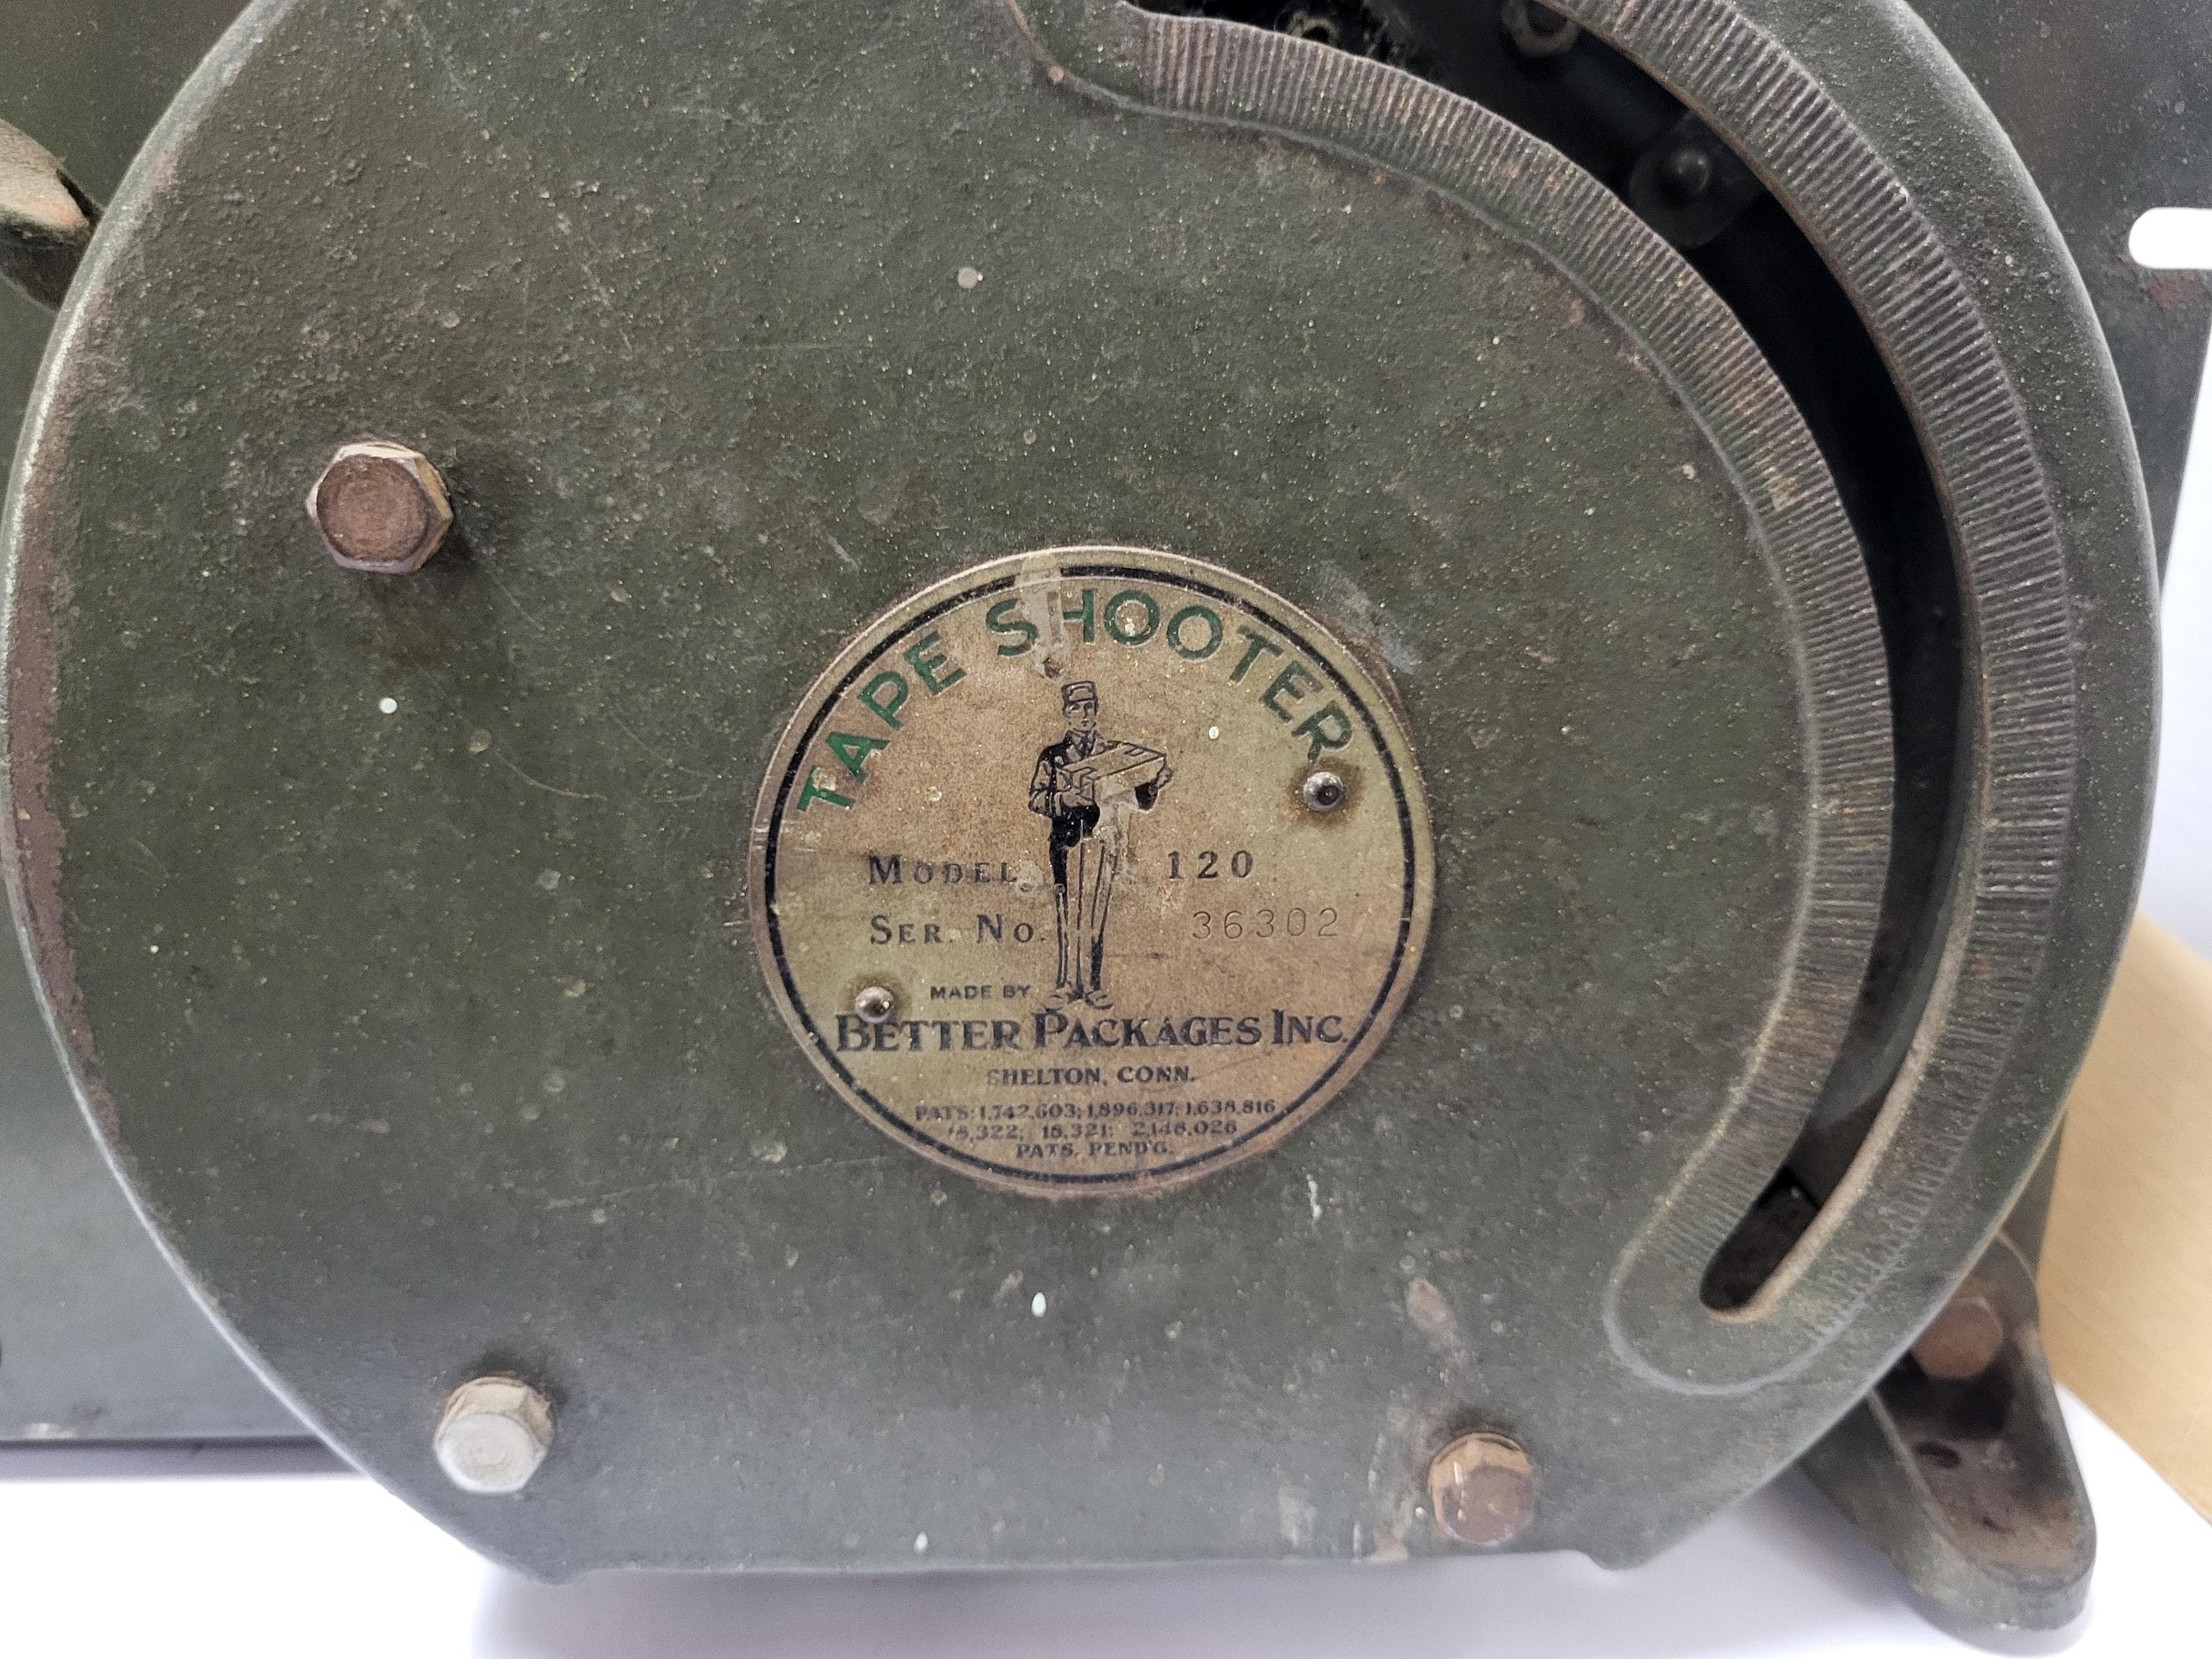 TAPE SHOOTER
MODEL 120
SER. NO. 36302
MADE BY
BETTER PACKAGES INC.
SHELTON, CONN.
PATS: 1,742,603; 1,896,317; 1,638,816
18,322; 18,321; 2,148,026
PATS. PEND'G.